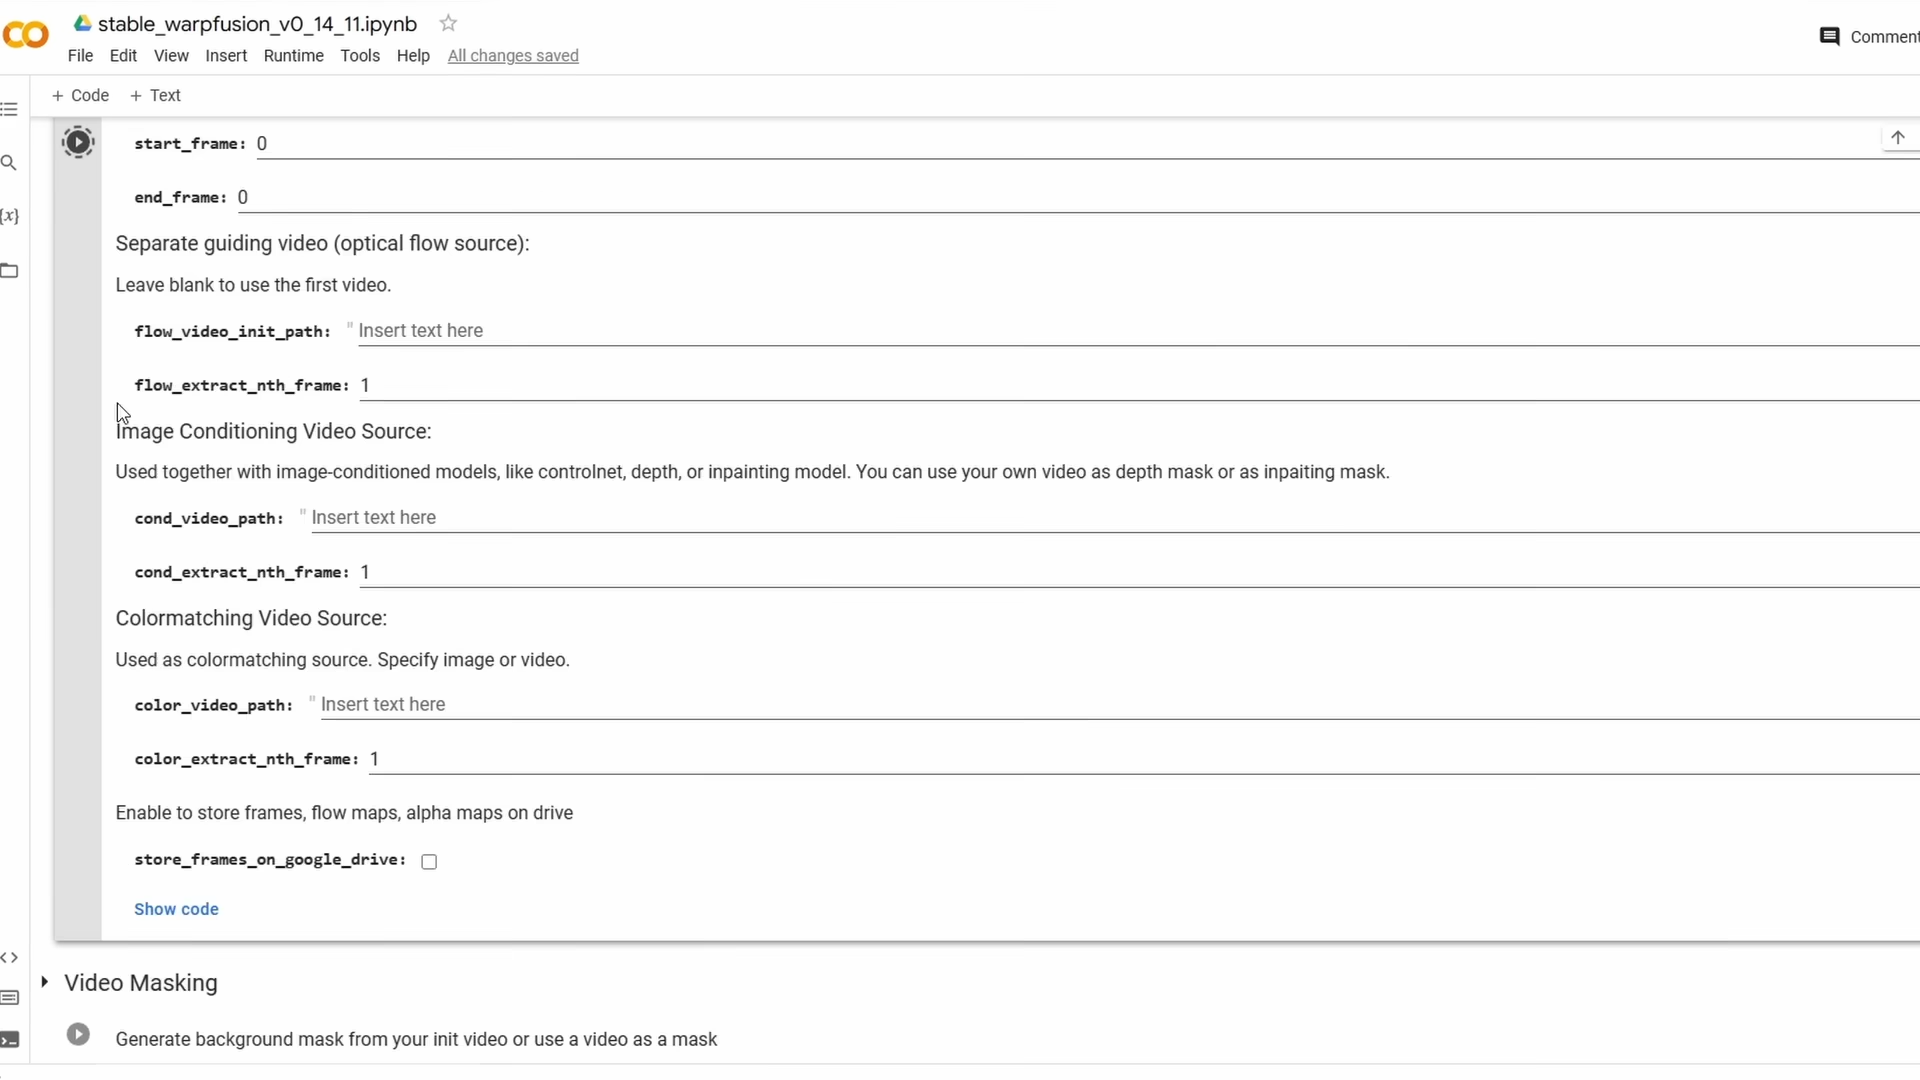 stable_warpfusion_v0_14_11.ipynb
File Edit View Insert Runtime Tools Help All changes saved
Comment
+ Code + Text
start_frame: 0
end_frame: 0
Separate guiding video (optical flow source):
Leave blank to use the first video.
flow_video_init_path: " Insert text here
flow_extract_nth_frame: 1
Image Conditioning Video Source:
Used together with image-conditioned models, like controlnet, depth, or inpainting model. You can use your own video as depth mask or as inpaiting mask.
cond_video_path: " Insert text here
cond_extract_nth_frame: 1
Colormatching Video Source:
Used as colormatching source. Specify image or video.
color_video_path: " Insert text here
color_extract_nth_frame: 1
Enable to store frames, flow maps, alpha maps on drive
store_frames_on_google_drive:
Show code
Video Masking
Generate background mask from your init video or use a video as a mask